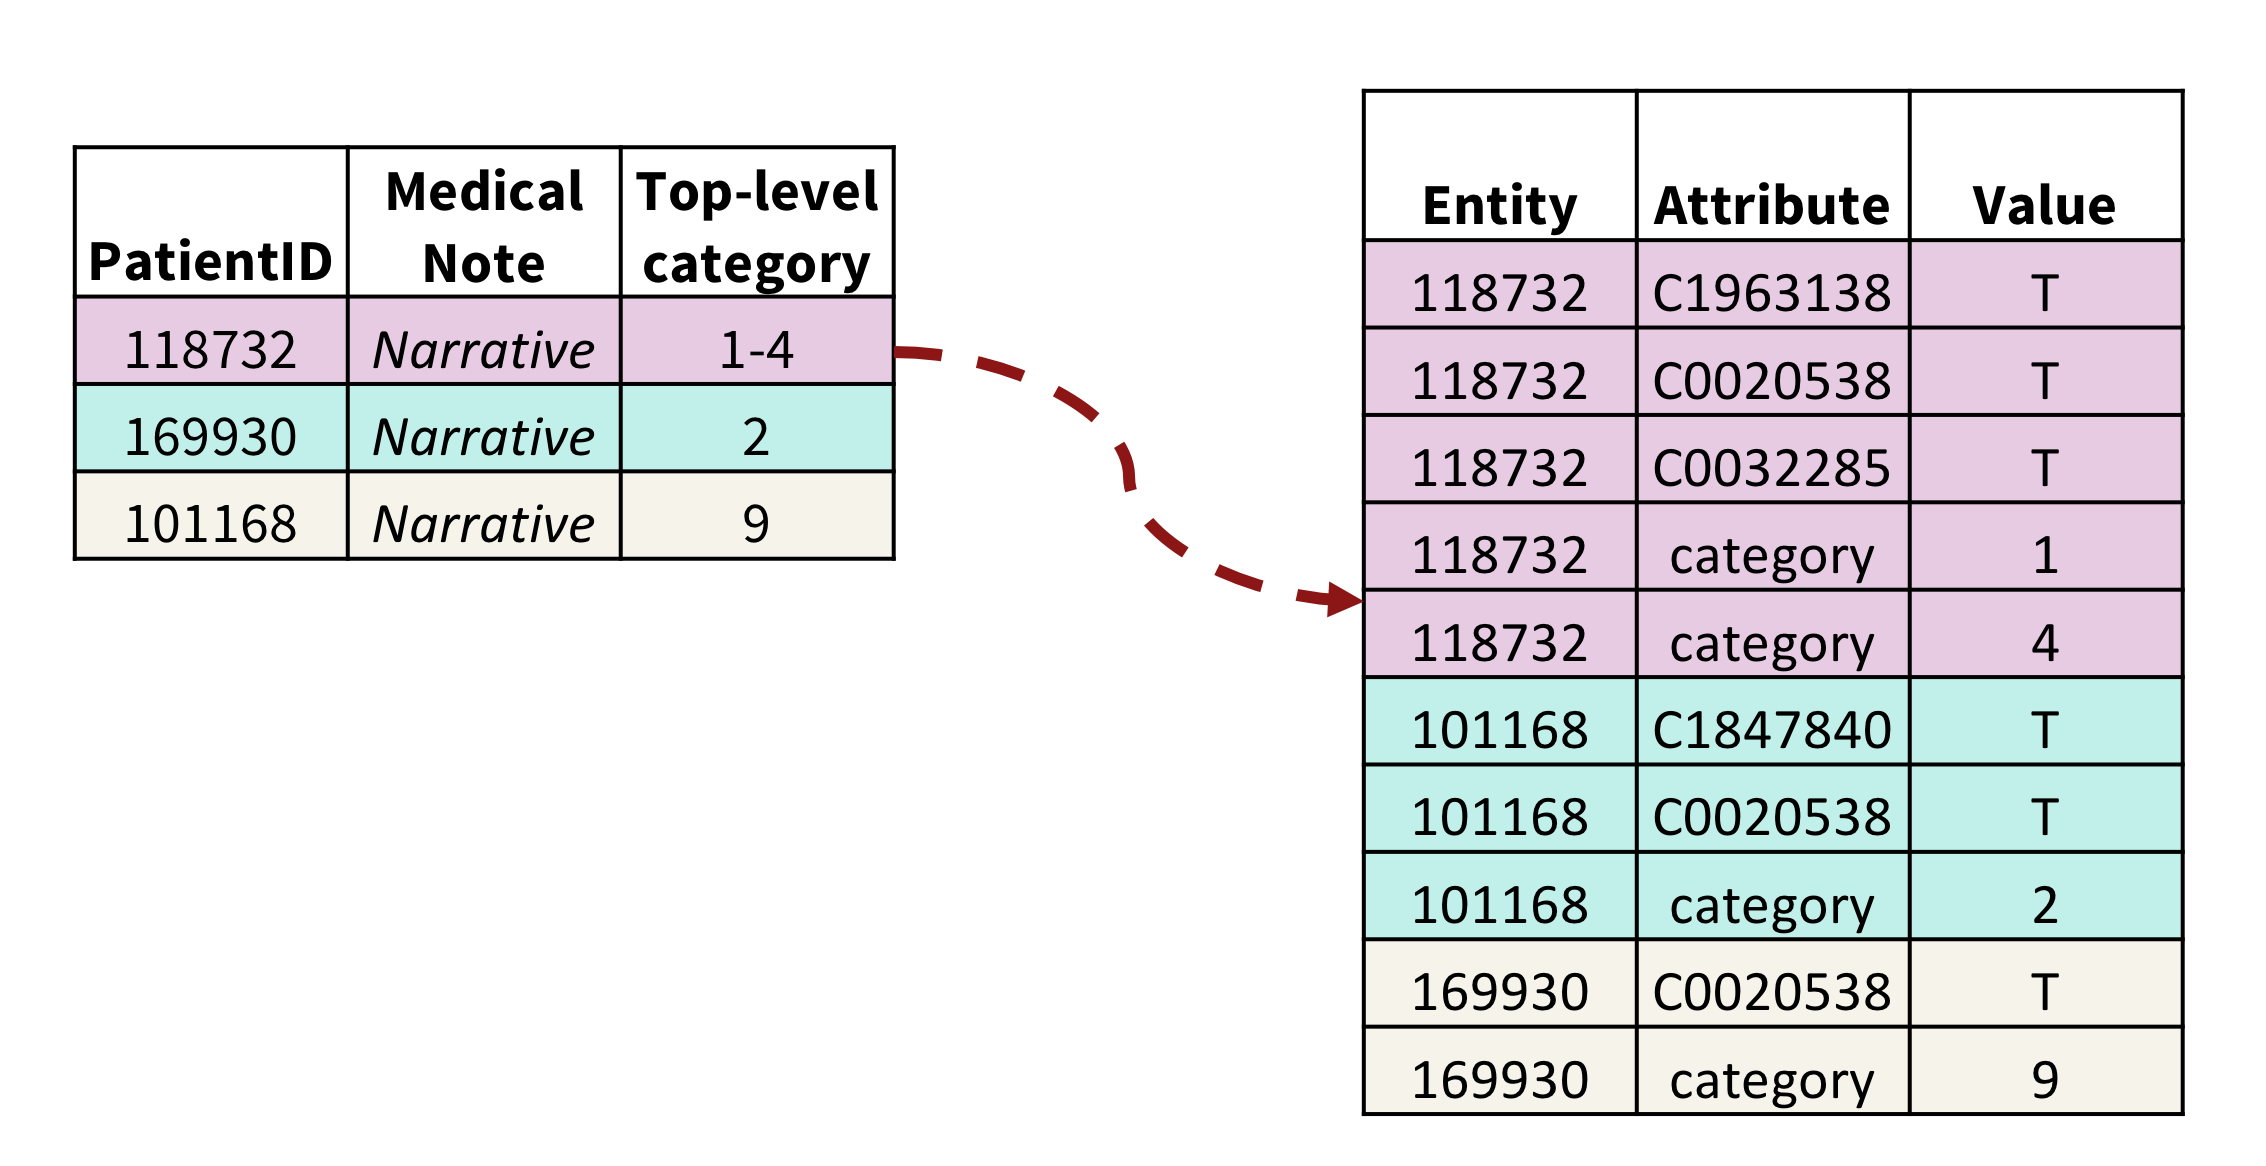 PatientID Medical Note Top-level category
118732 Narrative 1-4
169930 Narrative 2
101168 Narrative 9
Entity Attribute Value
118732 C1963138 T
118732 C0020538 T
118732 C0032285 T
118732 category 1
118732 category 4
101168 C1847840 T
101168 C0020538 T
101168 category 2
169930 C0020538 T
169930 category 9